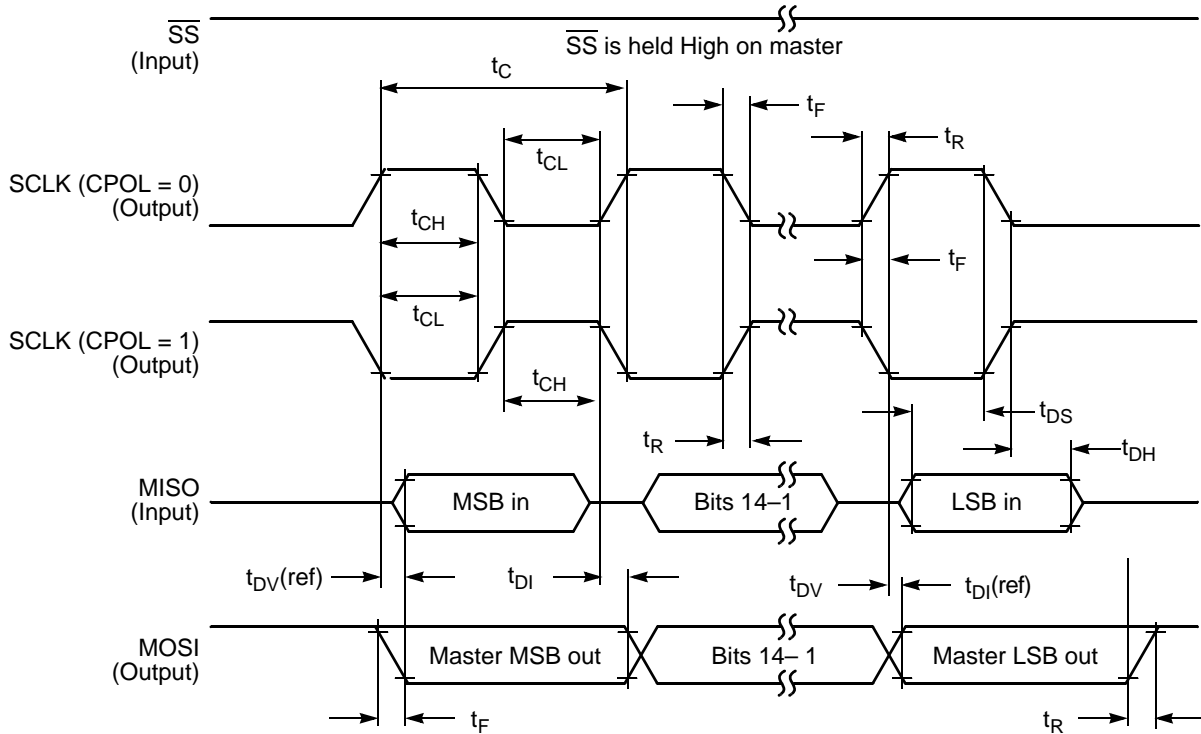 SS
(Input)
SS is held High on master
tC
tF
tR
tCL
SCLK (CPOL = 0)
(Output)
tCH
tF
tCL
SCLK (CPOL = 1)
(Output)
tCH
tDS
tR
tDH
MISO
(Input)
MSB in
Bits 14–1
LSB in
tDV(ref)
tDI
tDV
tDI(ref)
MOSI
(Output)
Master MSB out
Bits 14– 1
Master LSB out
tF
tR